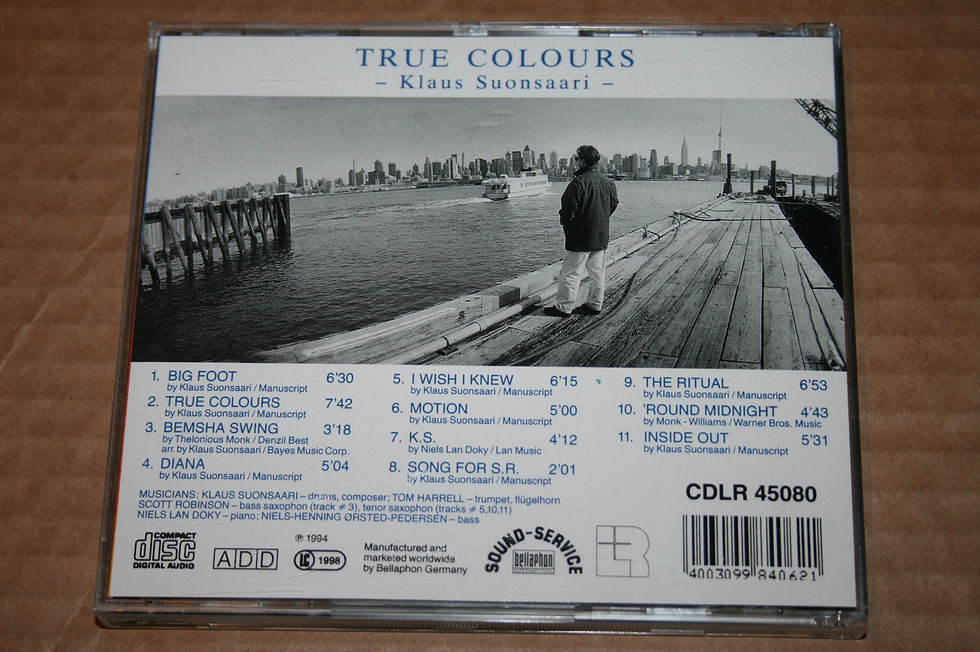 TRUE COLOURS
– Klaus Suonsaari –
1. BIG FOOT 6'30
by Klaus Suonsaari / Manuscript
2. TRUE COLOURS 7'42
by Klaus Suonsaari / Manuscript
3. BEMSHA SWING 3'18
by Thelonious Monk / Denzil Best
arr. by Klaus Suonsaari / Bayes Music Corp.
4. DIANA 5'04
by Klaus Suonsaari / Manuscript
5. I WISH I KNEW 6'15
by Klaus Suonsaari / Manuscript
6. MOTION 5'00
by Klaus Suonsaari / Manuscript
7. K.S. 4'12
by Niels Lan Doky / Lan Music
8. SONG FOR S.R. 2'01
by Klaus Suonsaari / Manuscript
9. THE RITUAL 6'53
by Klaus Suonsaari / Manuscript
10. 'ROUND MIDNIGHT 4'43
by Monk - Williams / Warner Bros. Music
11. INSIDE OUT 5'31
by Klaus Suonsaari / Manuscript
MUSICIANS: KLAUS SUONSAARI – drums, composer; TOM HARRELL – trumpet, flügelhorn
SCOTT ROBINSON – bass saxophon (track # 3), tenor saxophon (tracks # 5,10,11)
NIELS LAN DOKY – piano; NIELS-HENNING ØRSTED-PEDERSEN – bass
CDLR 45080
COMPACT
disc
DIGITAL AUDIO
ADD
℗ 1994
LC 1998
Manufactured and
marketed worldwide
by Bellaphon Germany
SOUND-SERVICE
bellaphon
LR
4003099 840621